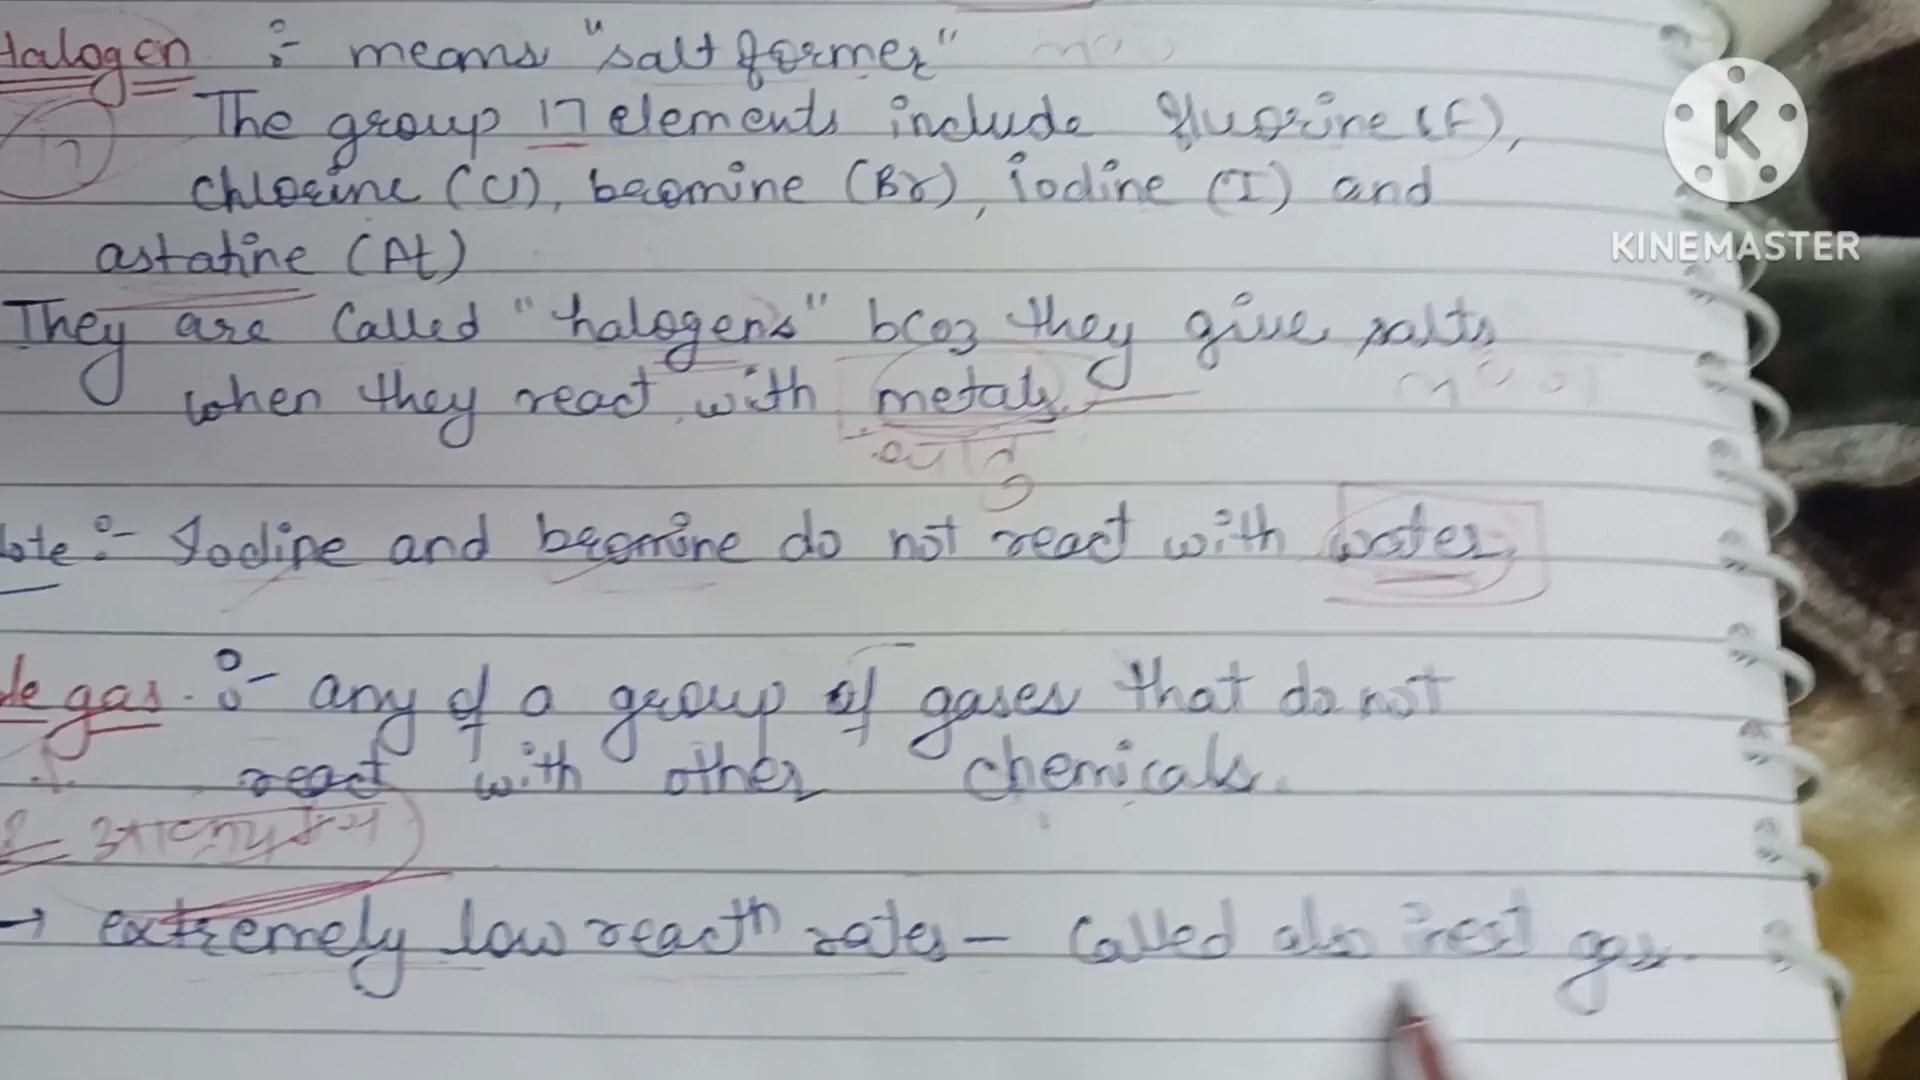 Halogen :- means "salt former"
The group 17 elements include fluorine (F),
17
chlorine (Cl), bromine (Br), iodine (I) and
astatine (At)
They are called "halogens" bcoz they give salts
when they react with metals
धातु
Note :- Iodine and bromine do not react with water,
gas :- any of a group of gases that do not
react with other chemicals.
→ extremely low reactn rates - Called also inert gas.
K
KINEMASTER